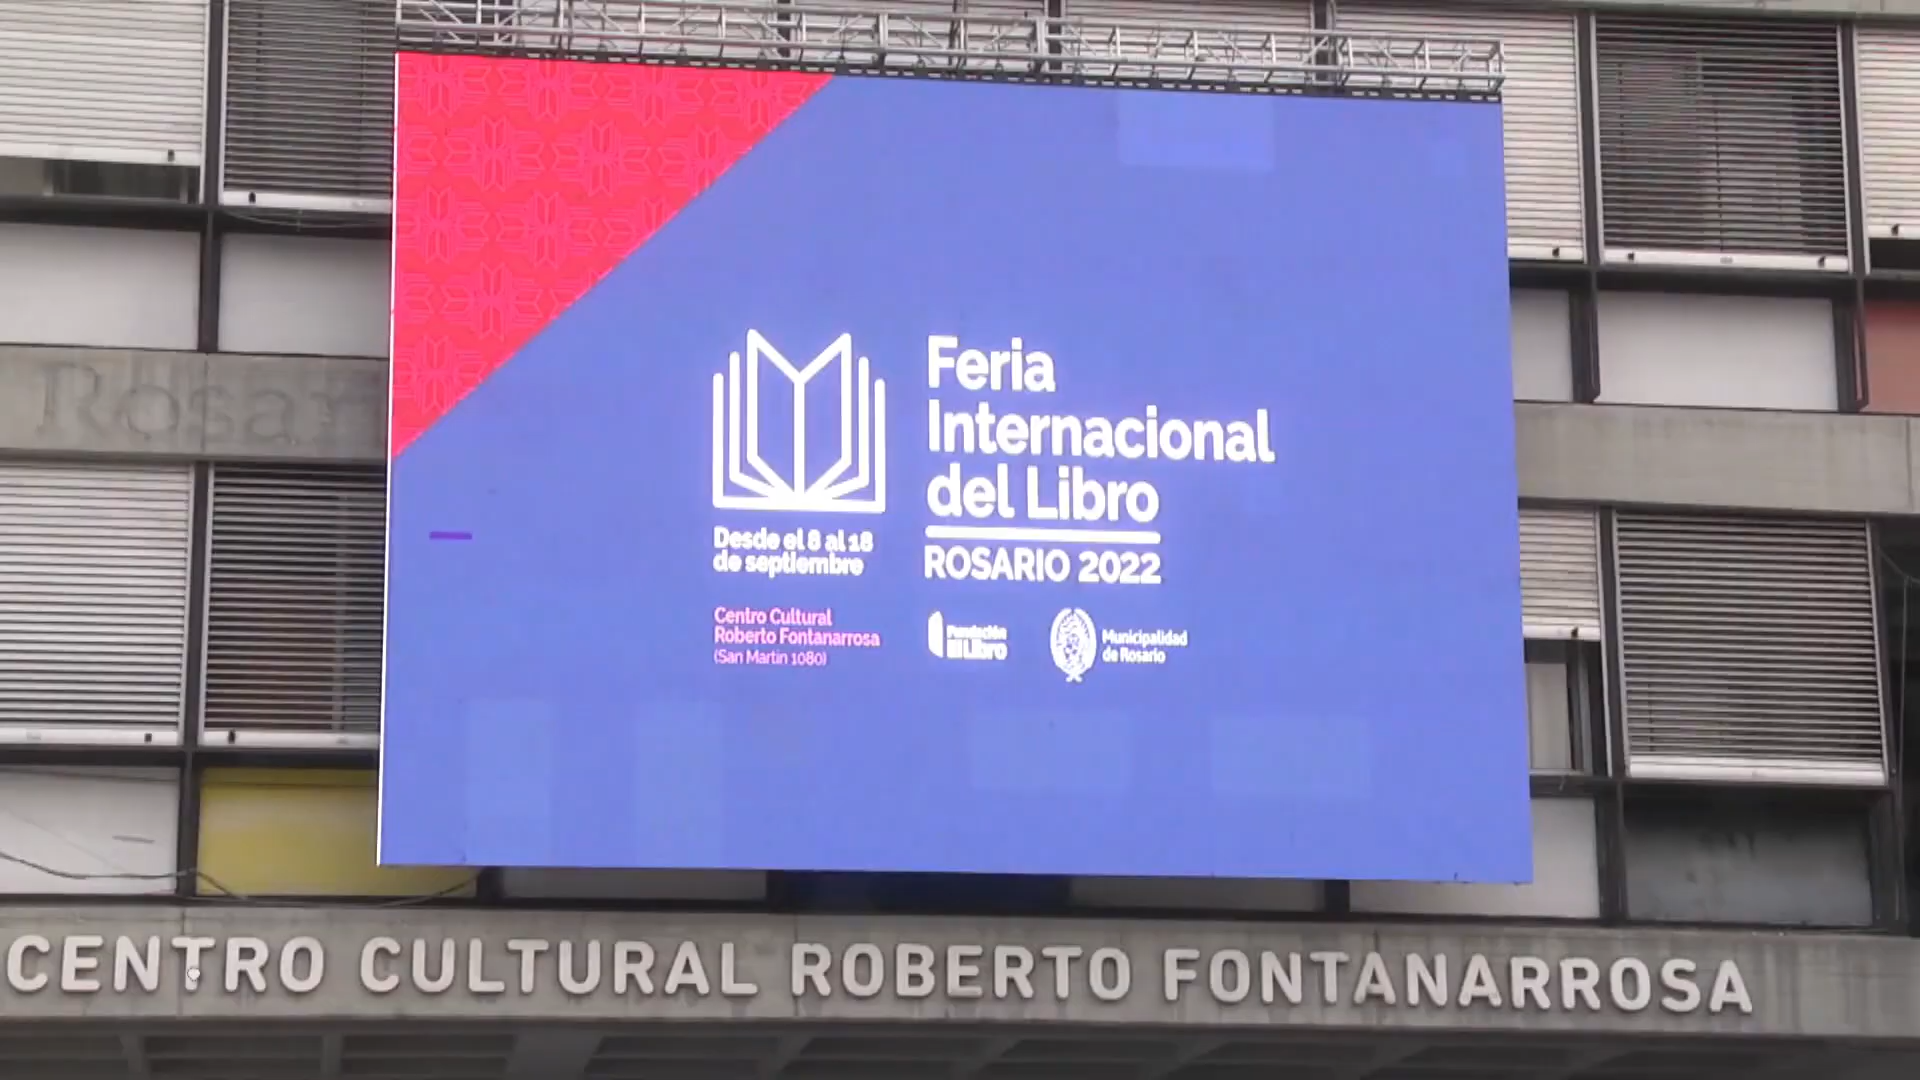 Feria
Internacional
del Libro
ROSARIO 2022
Desde el 8 al 18
de septiembre
Centro Cultural
Roberto Fontanarrosa
(San Martín 1080)
Fundación
El Libro
Municipalidad
de Rosario
Rosar
CENTRO CULTURAL ROBERTO FONTANARROSA